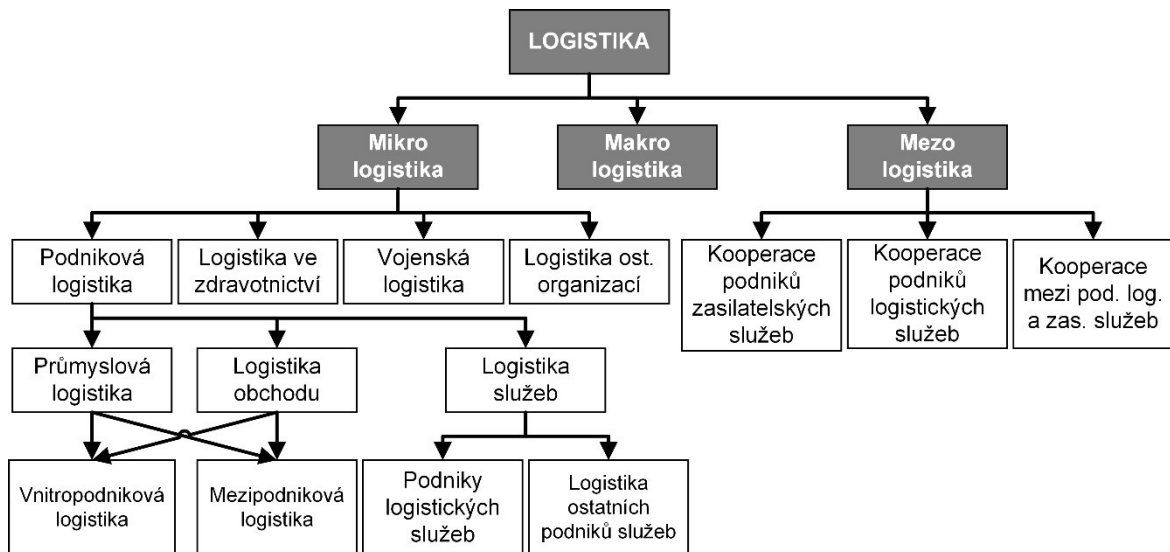 LOGISTIKA
Mikro
logistika
Makro
logistika
Mezo
logistika
Podniková
logistika
Logistika ve
zdravotnictví
Vojenská
logistika
Logistika ost.
organizací
Kooperace
podniků
zasilatelských
služeb
Kooperace
podniků
logistických
služeb
Kooperace
mezi pod. log.
a zas. služeb
Průmyslová
logistika
Logistika
obchodu
Logistika
služeb
Vnitropodniková
logistika
Mezipodniková
logistika
Podniky
logistických
služeb
Logistika
ostatních
podniků služeb